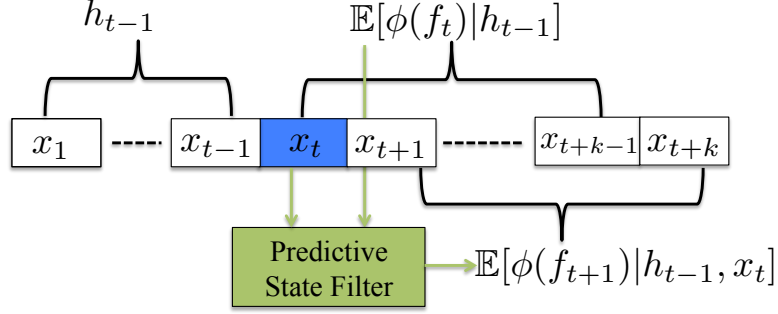 h_{t-1} 𝔼[ϕ(f_t)|h_{t-1}]
x_1 x_{t-1} x_t x_{t+1} x_{t+k-1} x_{t+k}
Predictive
State Filter
𝔼[ϕ(f_{t+1})|h_{t-1}, x_t]